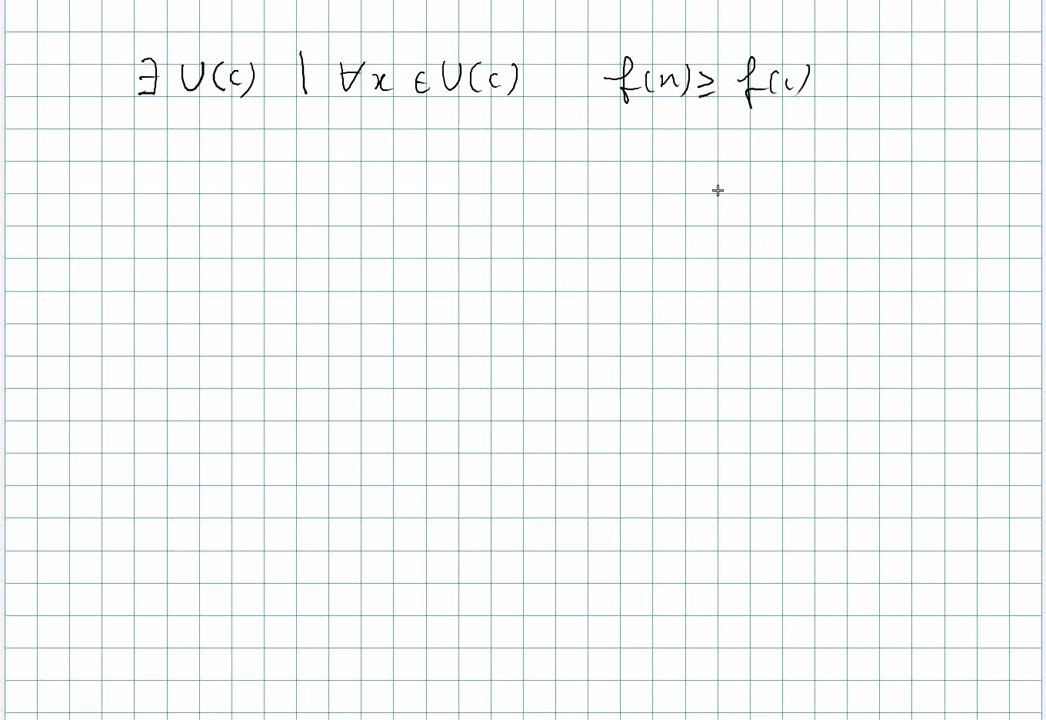 ∃ U(c) | ∀x ∈ U(c) f(x) ≥ f(c)